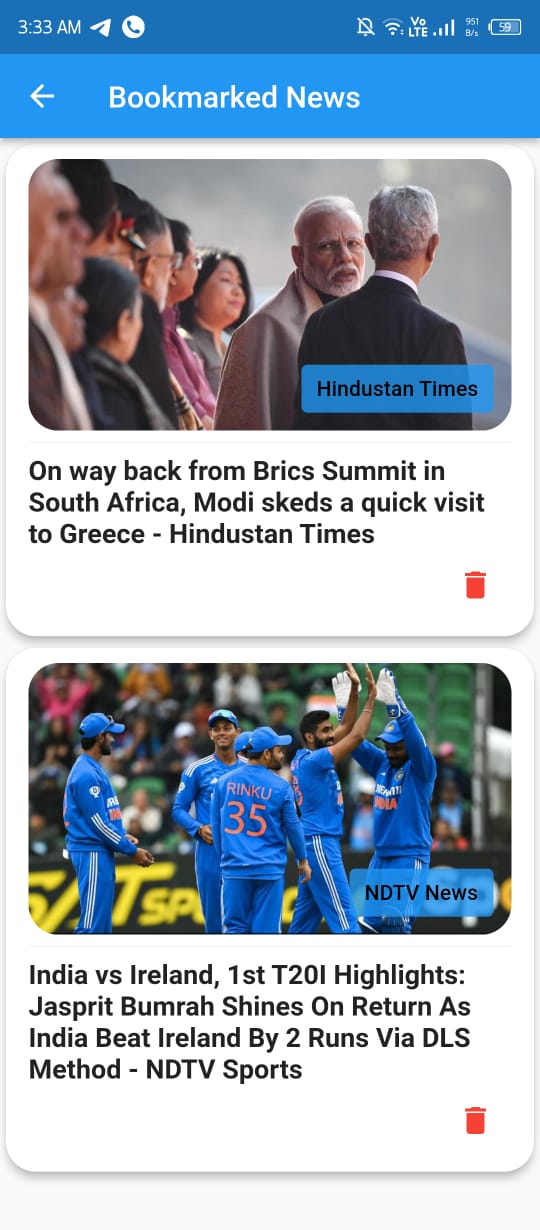 3:33 AM
Vo
LTE
951
B/s
59
Bookmarked News
Hindustan Times
On way back from Brics Summit in
South Africa, Modi skeds a quick visit
to Greece - Hindustan Times
RINKU
35
INDIA
NDTV News
India vs Ireland, 1st T20I Highlights:
Jasprit Bumrah Shines On Return As
India Beat Ireland By 2 Runs Via DLS
Method - NDTV Sports